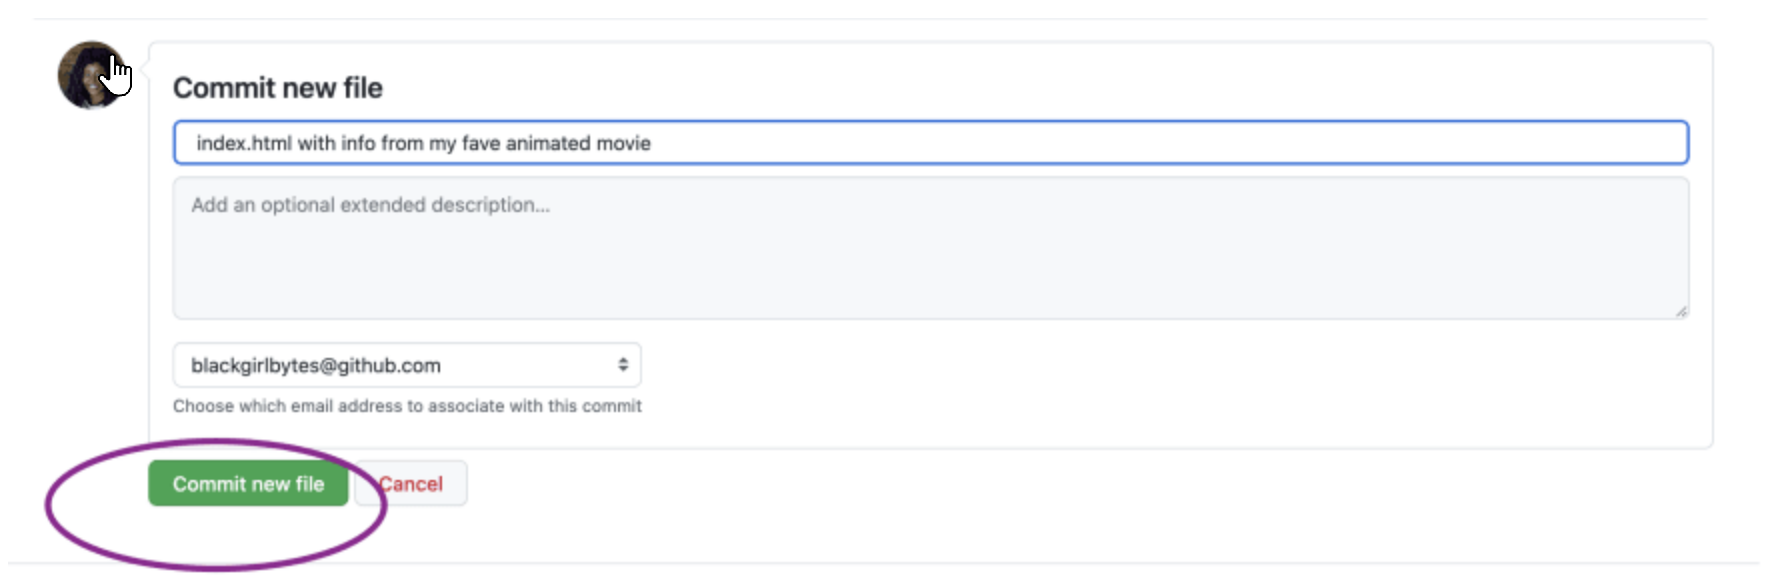 Commit new file
index.html with info from my fave animated movie
Add an optional extended description...
blackgirlbytes@github.com
Choose which email address to associate with this commit
Commit new file
Cancel